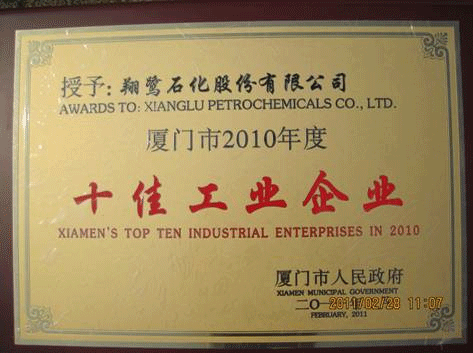 授予：翔鹭石化股份有限公司
AWARDS TO: XIANGLU PETROCHEMICALS CO., LTD.
厦门市2010年度
十佳工业企业
XIAMEN'S TOP TEN INDUSTRIAL ENTERPRISES IN 2010
厦门市人民政府
XIAMEN MUNICIPAL GOVERNMENT
二〇一
2011/02/28 11:07
FEBRUARY, 2011